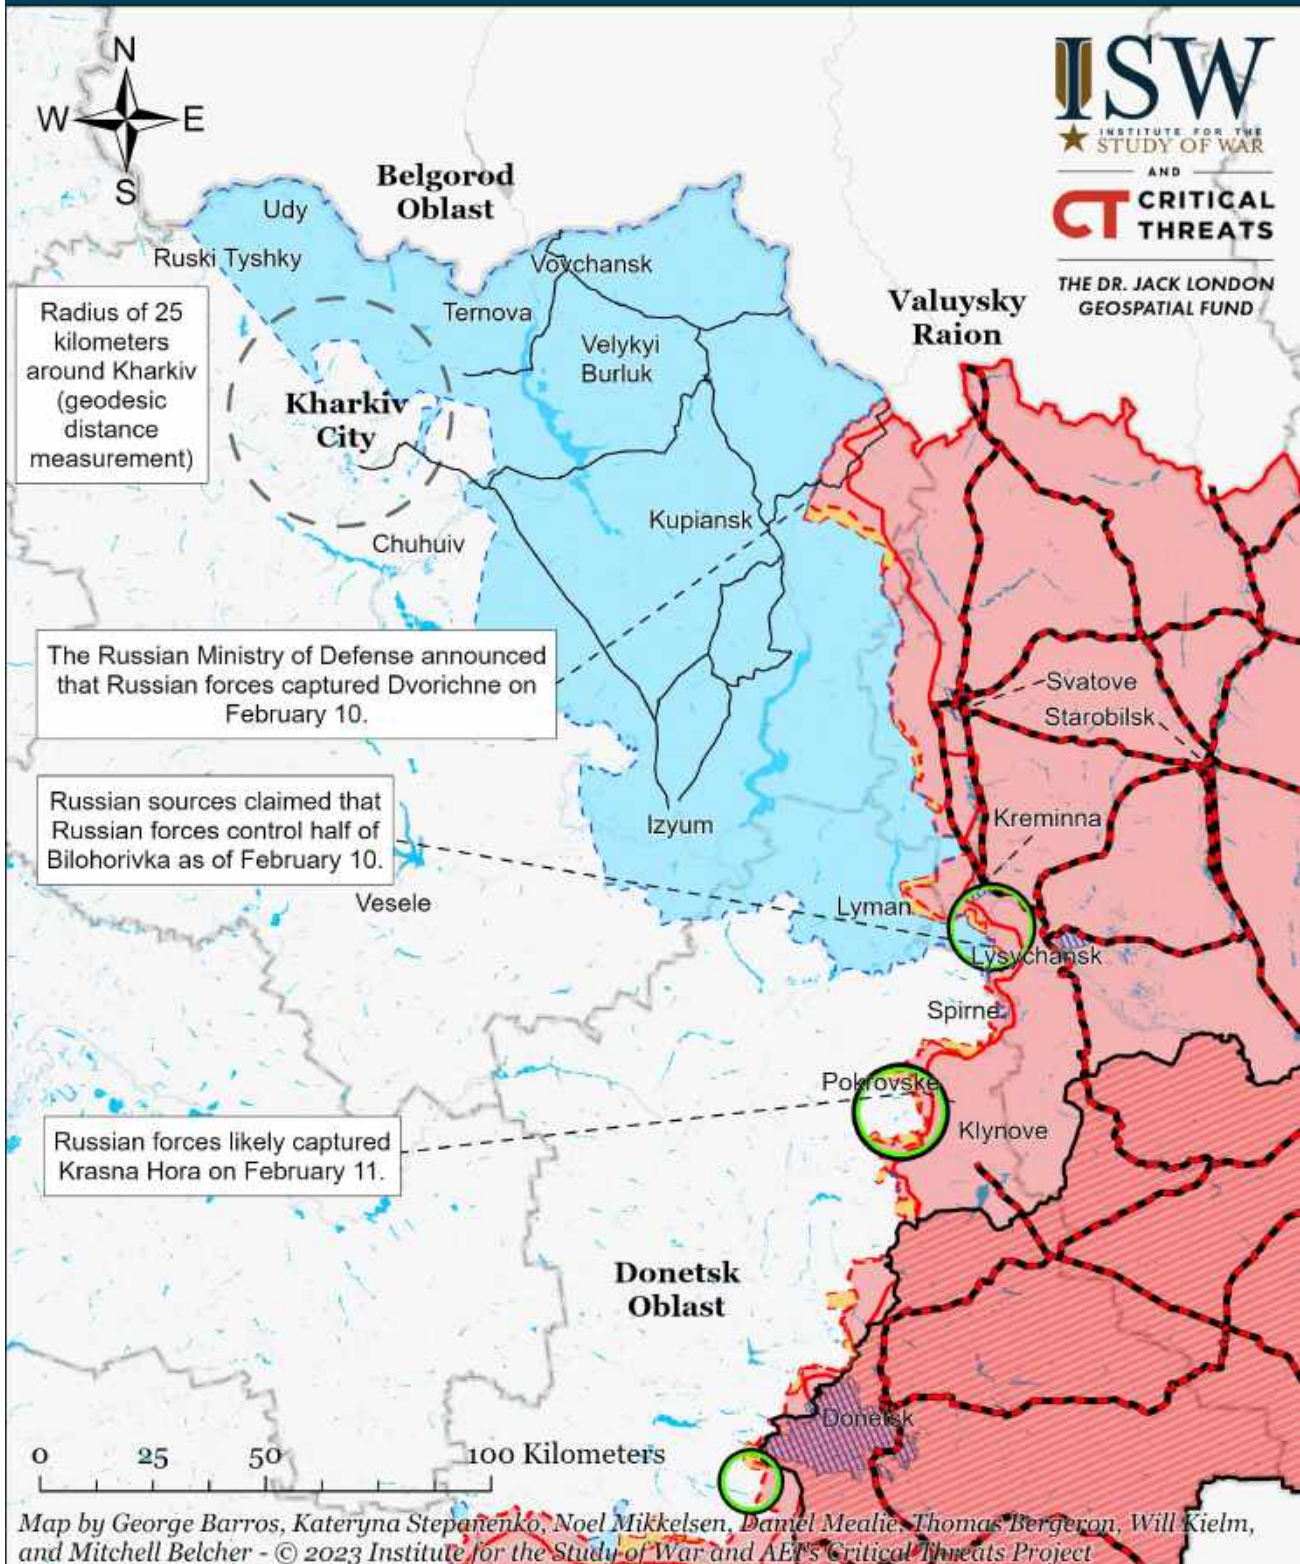 N
W E
S
ISW
INSTITUTE FOR THE
STUDY OF WAR
AND
CT CRITICAL
THREATS
THE DR. JACK LONDON
GEOSPATIAL FUND
Belgorod
Oblast
Udy
Ruski Tyshky
Vovchansk
Ternova
Valuysky
Raion
Radius of 25
kilometers
around Kharkiv
(geodesic
distance
measurement)
Velykyi
Burluk
Kharkiv
City
Kupiansk
Chuhuiv
The Russian Ministry of Defense announced
that Russian forces captured Dvorichne on
February 10.
Svatove
Starobilsk
Russian sources claimed that
Russian forces control half of
Bilohorivka as of February 10.
Izyum
Kreminna
Vesele
Lyman
Lysychansk
Spirne
Pokrovske
Klynove
Russian forces likely captured
Krasna Hora on February 11.
Donetsk
Oblast
Donetsk
0 25 50 100 Kilometers
Map by George Barros, Kateryna Stepanenko, Noel Mikkelsen, Daniel Mealie, Thomas Bergeron, Will Kielm,
and Mitchell Belcher - © 2023 Institute for the Study of War and AEI's Critical Threats Project